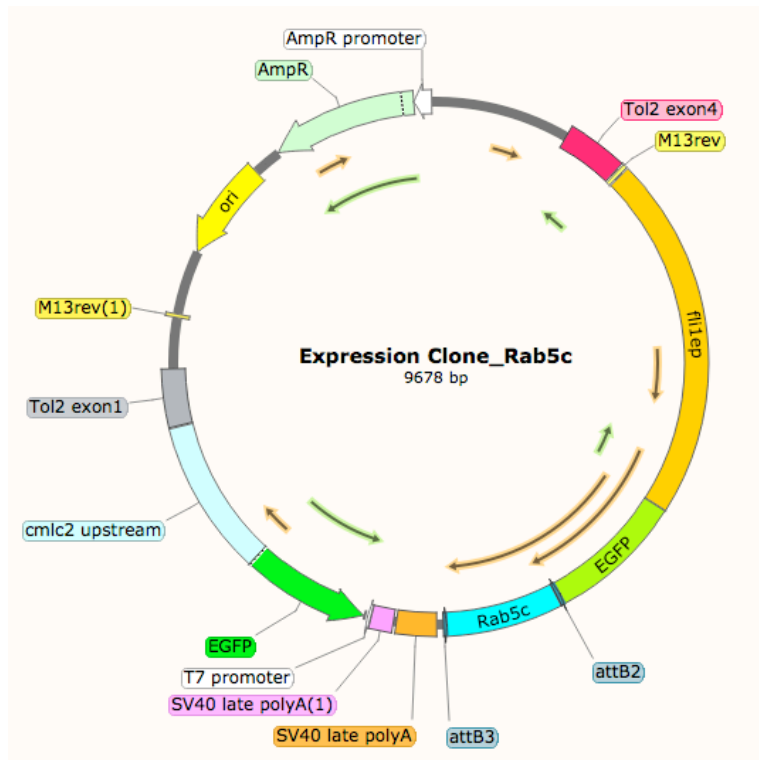 AmpR promoter
AmpR
Tol2 exon4
M13rev
ori
fli1ep
M13rev(1)
Expression Clone_Rab5c
9678 bp
Tol2 exon1
cmlc2 upstream
EGFP
Rab5c
EGFP
attB2
T7 promoter
SV40 late polyA(1)
SV40 late polyA
attB3